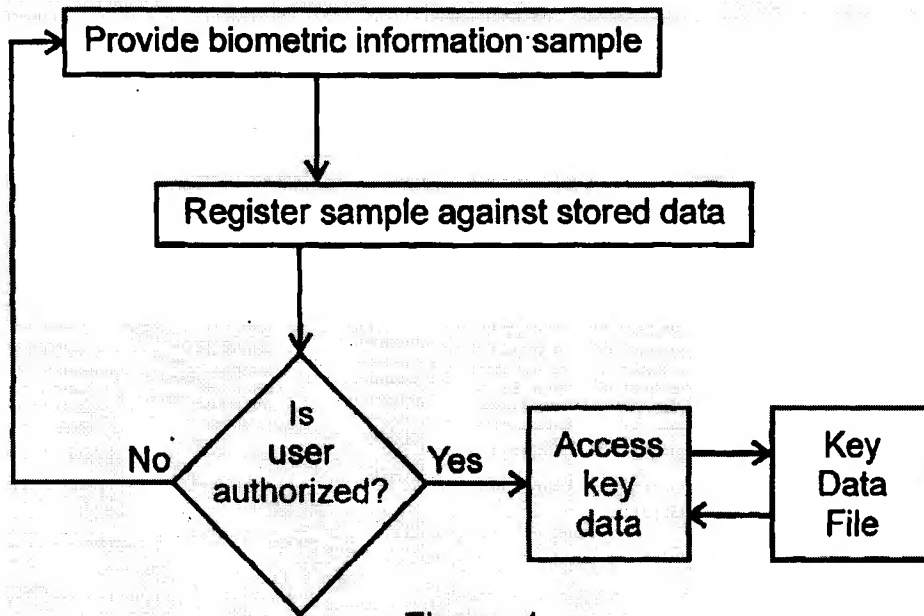 Provide biometric information sample
Register sample against stored data
Is
user
authorized?
No
Yes
Access
key
data
Key
Data
File